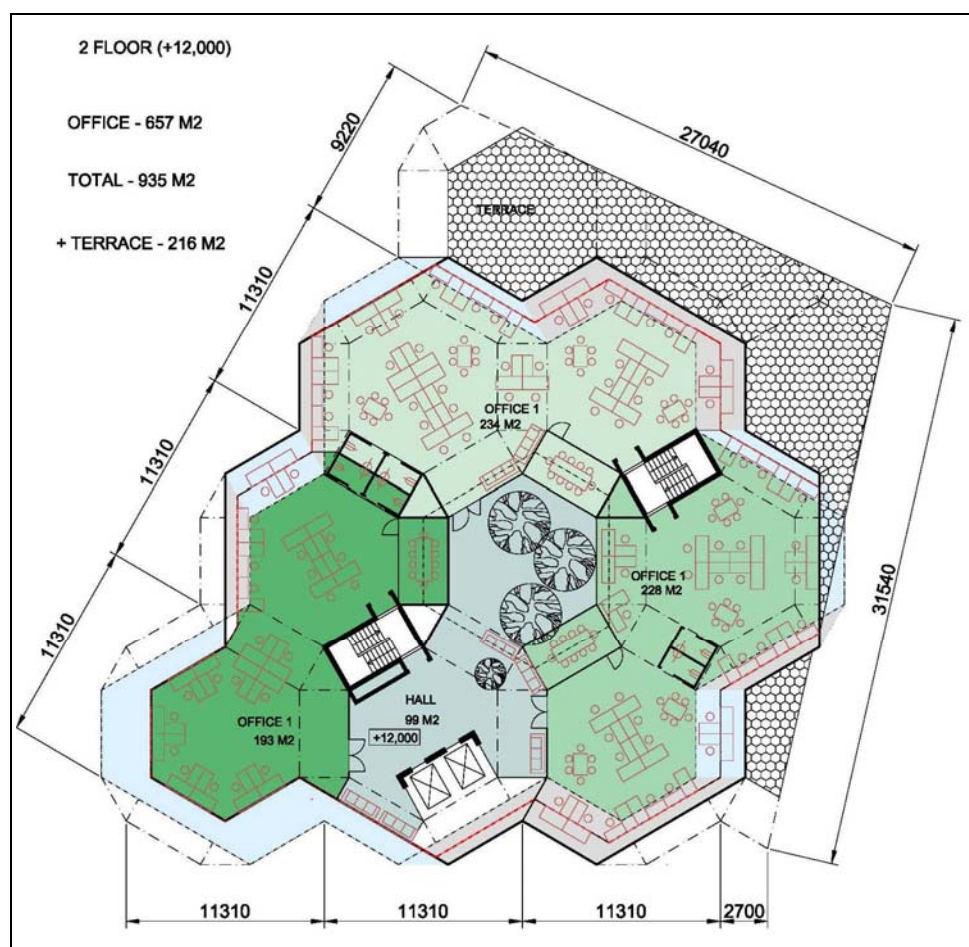 2 FLOOR (+12,000)
OFFICE - 657 M2
TOTAL - 935 M2
+ TERRACE - 216 M2
9220
27040
TERRACE
11310
11310
11310
31540
OFFICE 1
234 M2
OFFICE 1
228 M2
OFFICE 1
193 M2
HALL
99 M2
+12,000
11310
11310
11310
2700